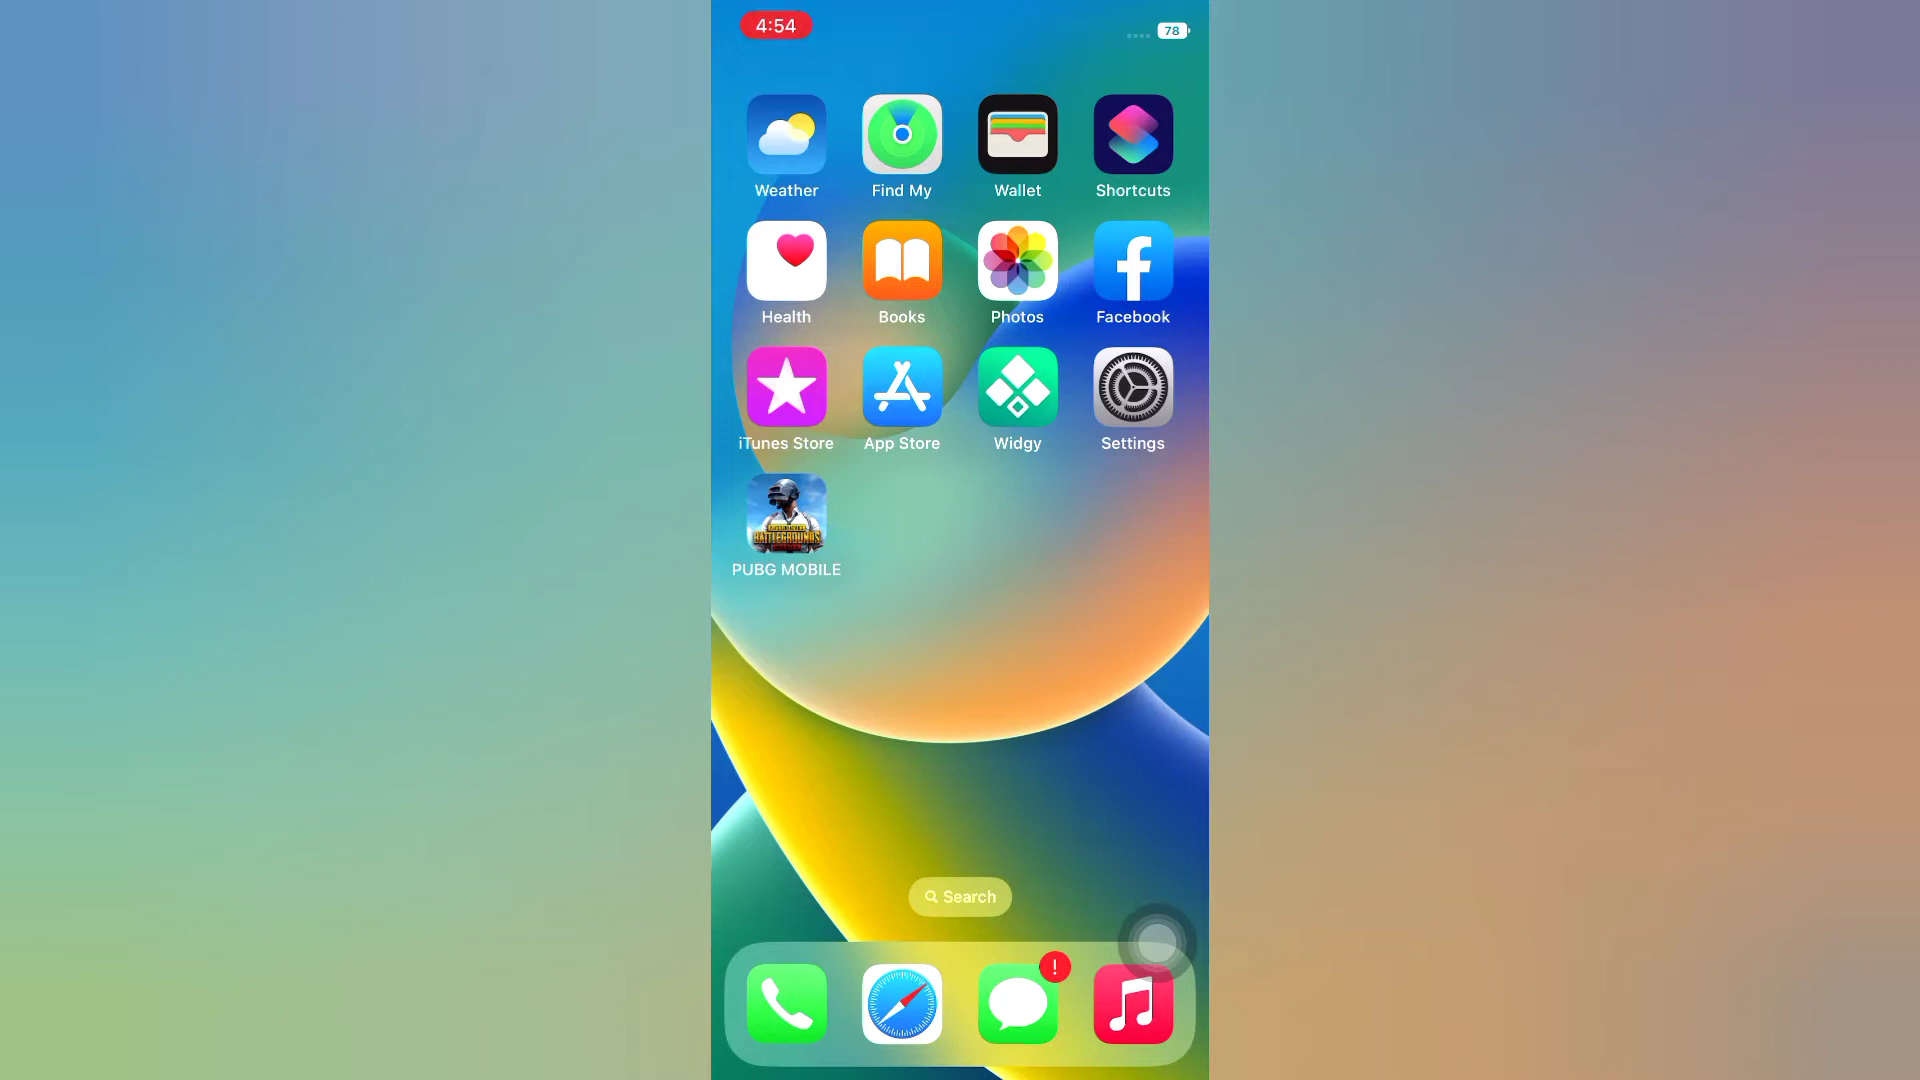 4:54
78
Weather Find My Wallet Shortcuts
Health Books Photos Facebook
iTunes Store App Store Widgy Settings
BATTLEGROUNDS
PUBG MOBILE
Search
!